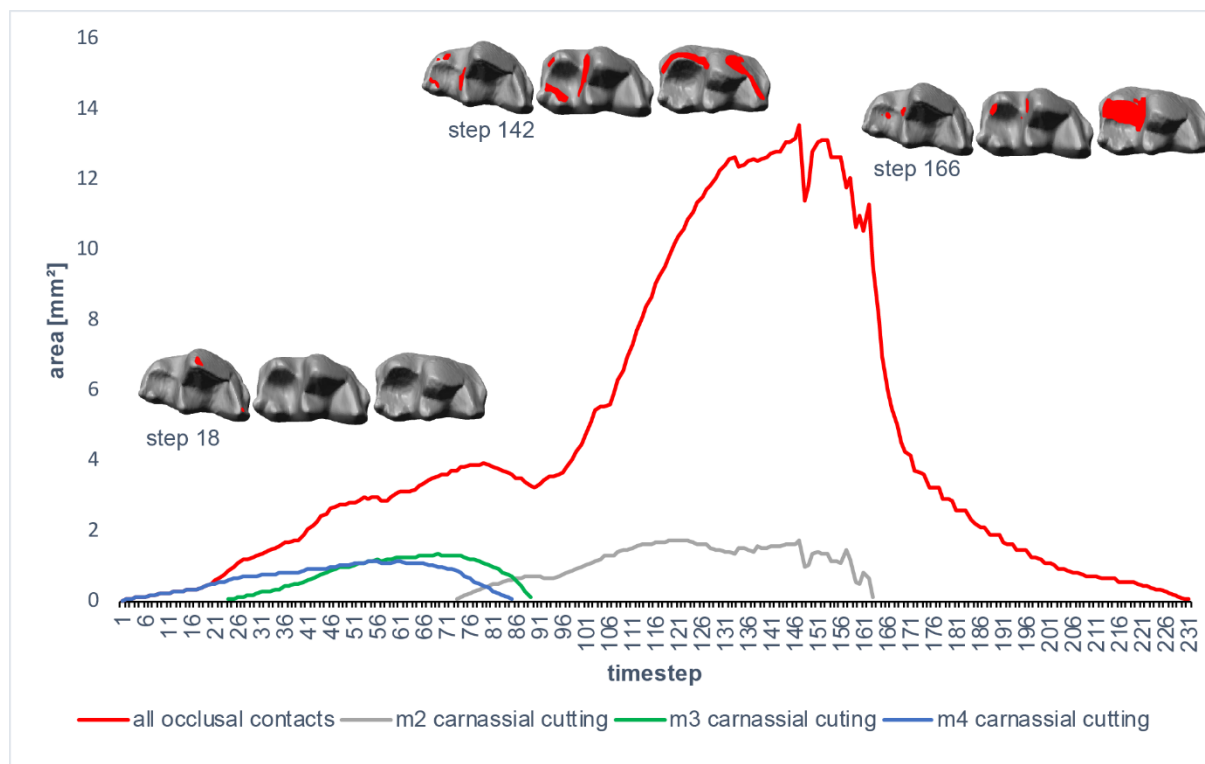 16
14
12
10
8
6
4
2
0
area [mm²]
step 142
step 166
step 18
1 6 11 16 21 26 31 36 41 46 51 56 61 66 71 76 81 86 91 96 101 106 111 116 121 126 131 136 141 146 151 156 161 166 171 176 181 186 191 196 201 206 211 216 221 226 231
timestep
all occlusal contacts m2 carnassial cutting m3 carnassial cuting m4 carnassial cutting